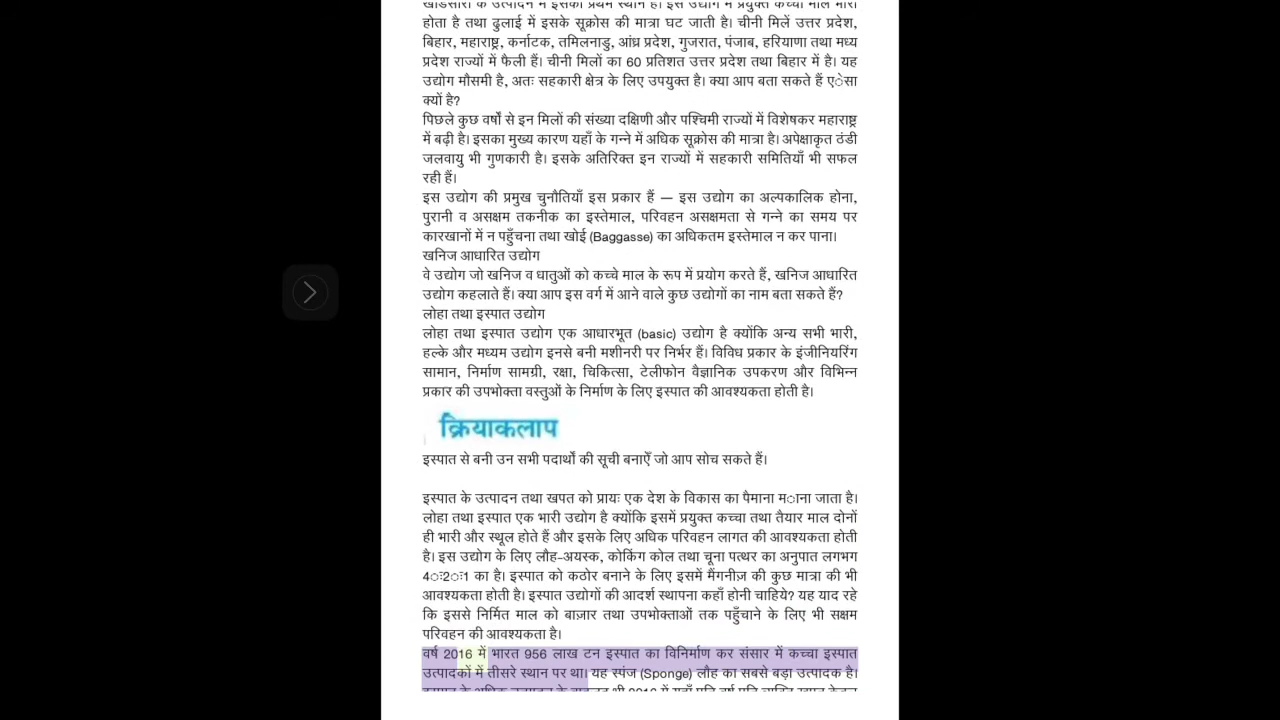 खांडसारी के उत्पादन में इसका प्रथम स्थान है। इस उद्योग में प्रयुक्त कच्चा माल भारी
होता है तथा ढुलाई में इसके सूक्रोस की मात्रा घट जाती है। चीनी मिलें उत्तर प्रदेश,
बिहार, महाराष्ट्र, कर्नाटक, तमिलनाडु, आंध्र प्रदेश, गुजरात, पंजाब, हरियाणा तथा मध्य
प्रदेश राज्यों में फैली हैं। चीनी मिलों का 60 प्रतिशत उत्तर प्रदेश तथा बिहार में है। यह
उद्योग मौसमी है, अतः सहकारी क्षेत्र के लिए उपयुक्त है। क्या आप बता सकते हैं एेसा
क्यों है?
पिछले कुछ वर्षों से इन मिलों की संख्या दक्षिणी और पश्चिमी राज्यों में विशेषकर महाराष्ट्र
में बढ़ी है। इसका मुख्य कारण यहाँ के गन्ने में अधिक सूक्रोस की मात्रा है। अपेक्षाकृत ठंडी
जलवायु भी गुणकारी है। इसके अतिरिक्त इन राज्यों में सहकारी समितियाँ भी सफल
रही हैं।
इस उद्योग की प्रमुख चुनौतियाँ इस प्रकार हैं — इस उद्योग का अल्पकालिक होना,
पुरानी व असक्षम तकनीक का इस्तेमाल, परिवहन असक्षमता से गन्ने का समय पर
कारखानों में न पहुँचना तथा खोई (Baggasse) का अधिकतम इस्तेमाल न कर पाना।
खनिज आधारित उद्योग
वे उद्योग जो खनिज व धातुओं को कच्चे माल के रूप में प्रयोग करते हैं, खनिज आधारित
उद्योग कहलाते हैं। क्या आप इस वर्ग में आने वाले कुछ उद्योगों का नाम बता सकते हैं?
लोहा तथा इस्पात उद्योग
लोहा तथा इस्पात उद्योग एक आधारभूत (basic) उद्योग है क्योंकि अन्य सभी भारी,
हल्के और मध्यम उद्योग इनसे बनी मशीनरी पर निर्भर हैं। विविध प्रकार के इंजीनियरिंग
सामान, निर्माण सामग्री, रक्षा, चिकित्सा, टेलीफोन वैज्ञानिक उपकरण और विभिन्न
प्रकार की उपभोक्ता वस्तुओं के निर्माण के लिए इस्पात की आवश्यकता होती है।
क्रियाकलाप
इस्पात से बनी उन सभी पदार्थों की सूची बनाएँ जो आप सोच सकते हैं।
इस्पात के उत्पादन तथा खपत को प्रायः एक देश के विकास का पैमाना म◌ाना जाता है।
लोहा तथा इस्पात एक भारी उद्योग है क्योंकि इसमें प्रयुक्त कच्चा तथा तैयार माल दोनों
ही भारी और स्थूल होते हैं और इसके लिए अधिक परिवहन लागत की आवश्यकता होती
है। इस उद्योग के लिए लौह-अयस्क, कोकिंग कोल तथा चूना पत्थर का अनुपात लगभग
4ः2ः1 का है। इस्पात को कठोर बनाने के लिए इसमें मैंगनीज़ की कुछ मात्रा की भी
आवश्यकता होती है। इस्पात उद्योगों की आदर्श स्थापना कहाँ होनी चाहिये? यह याद रहे
कि इससे निर्मित माल को बाज़ार तथा उपभोक्ताओं तक पहुँचाने के लिए भी सक्षम
परिवहन की आवश्यकता है।
वर्ष 2016 में भारत 956 लाख टन इस्पात का विनिर्माण कर संसार में कच्चा इस्पात
उत्पादकों में तीसरे स्थान पर था। यह स्पंज (Sponge) लौह का सबसे बड़ा उत्पादक है।